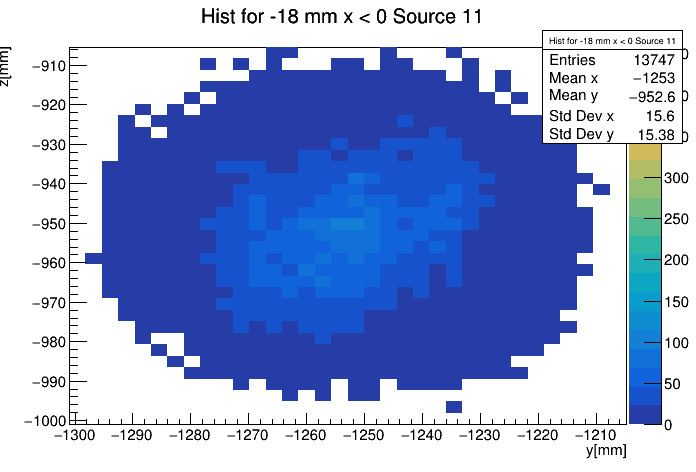 Hist for -18 mm x < 0 Source 11
z[mm]
Hist for -18 mm x < 0 Source 11
Entries 13747
Mean x −1253
Mean y −952.6
Std Dev x 15.6
Std Dev y 15.38
−910
−920
−930
−940
−950
−960
−970
−980
−990
−1000
300
250
200
150
100
50
0
−1300 −1290 −1280 −1270 −1260 −1250 −1240 −1230 −1220 −1210
y[mm]